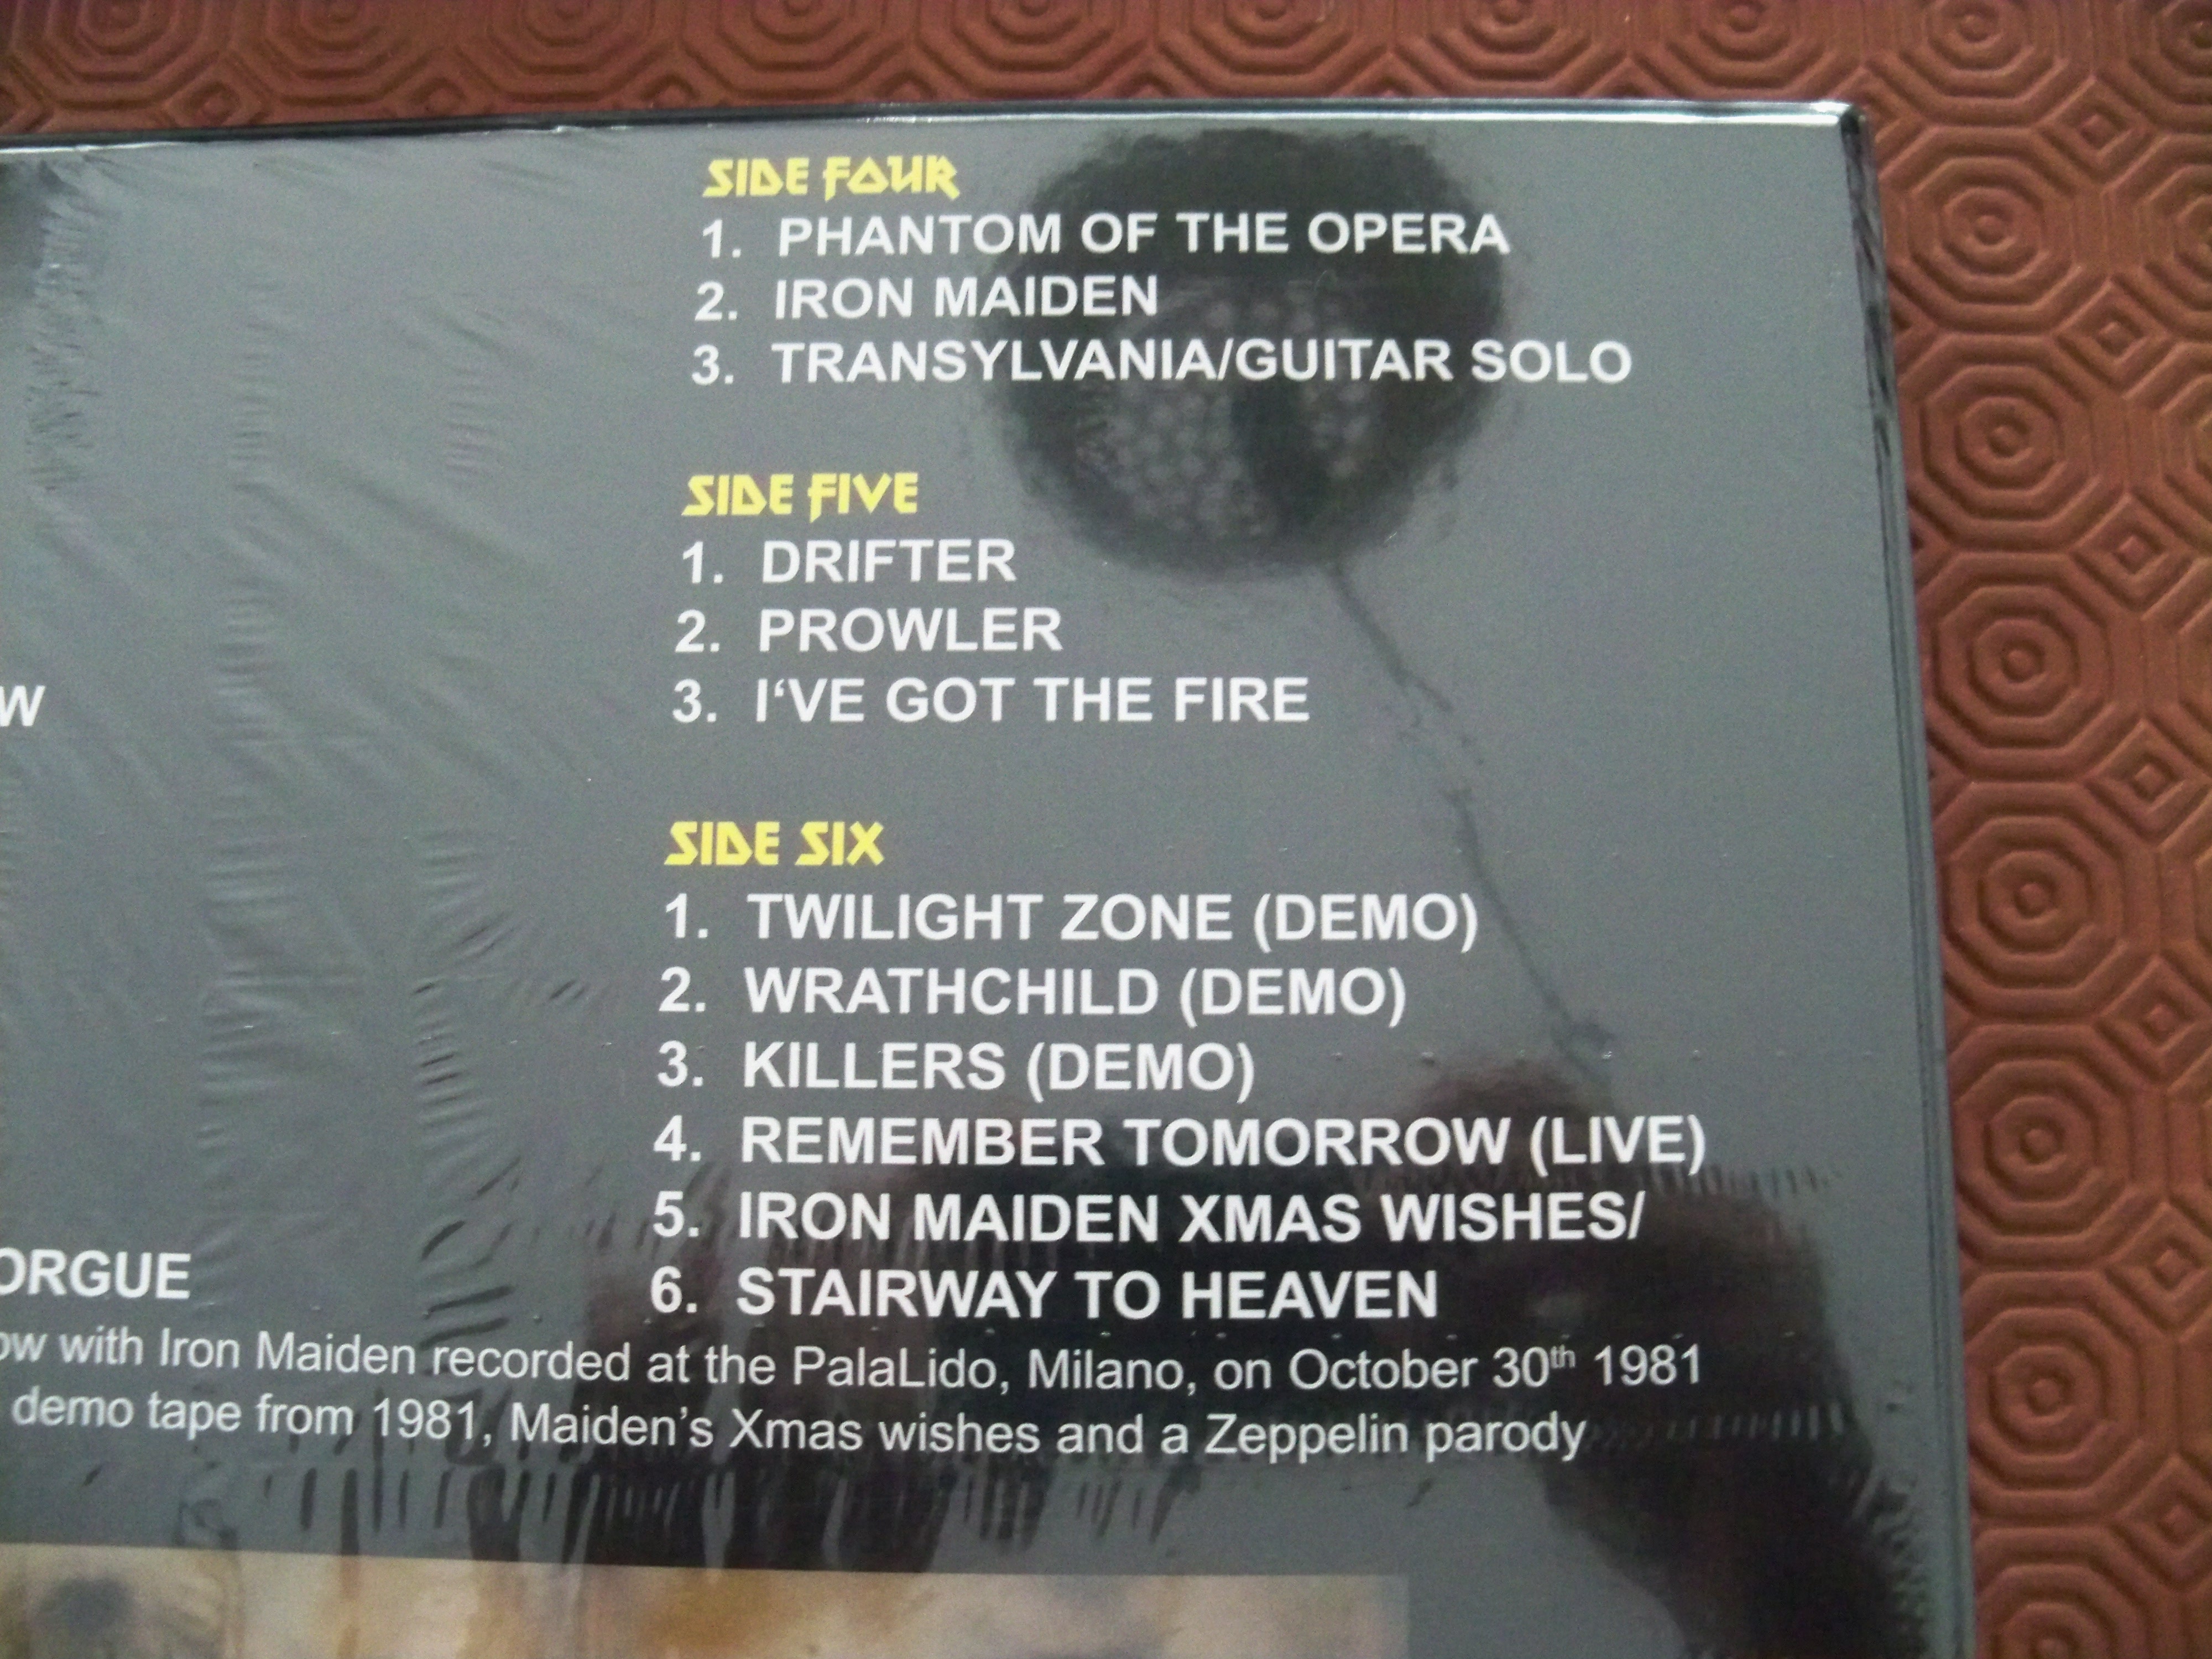 SIDE FOUR
1. PHANTOM OF THE OPERA
2. IRON MAIDEN
3. TRANSYLVANIA/GUITAR SOLO
SIDE FIVE
1. DRIFTER
2. PROWLER
3. I‘VE GOT THE FIRE
W
SIDE SIX
1. TWILIGHT ZONE (DEMO)
2. WRATHCHILD (DEMO)
3. KILLERS (DEMO)
4. REMEMBER TOMORROW (LIVE)
5. IRON MAIDEN XMAS WISHES/
6. STAIRWAY TO HEAVEN
ORGUE
ow with Iron Maiden recorded at the PalaLido, Milano, on October 30th 1981
demo tape from 1981, Maiden’s Xmas wishes and a Zeppelin parody